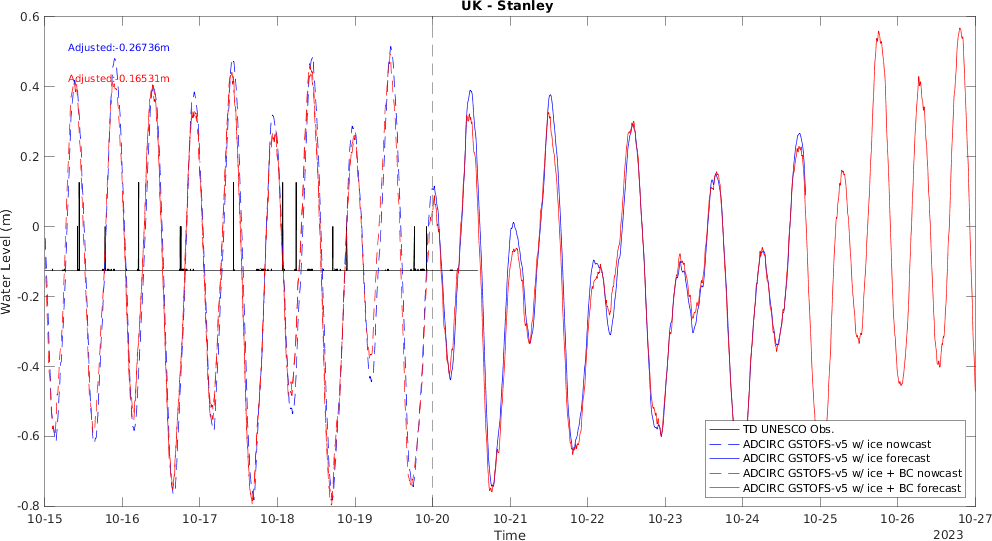 UK - Stanley
0.6
Adjusted:-0.26736m
Adjusted:-0.16531m
0.4
0.2
0
-0.2
-0.4
-0.6
-0.8
Water Level (m)
TD UNESCO Obs.
ADCIRC GSTOFS-v5 w/ ice nowcast
ADCIRC GSTOFS-v5 w/ ice forecast
ADCIRC GSTOFS-v5 w/ ice + BC nowcast
ADCIRC GSTOFS-v5 w/ ice + BC forecast
10-15 10-16 10-17 10-18 10-19 10-20 10-21 10-22 10-23 10-24 10-25 10-26 10-27
Time
2023